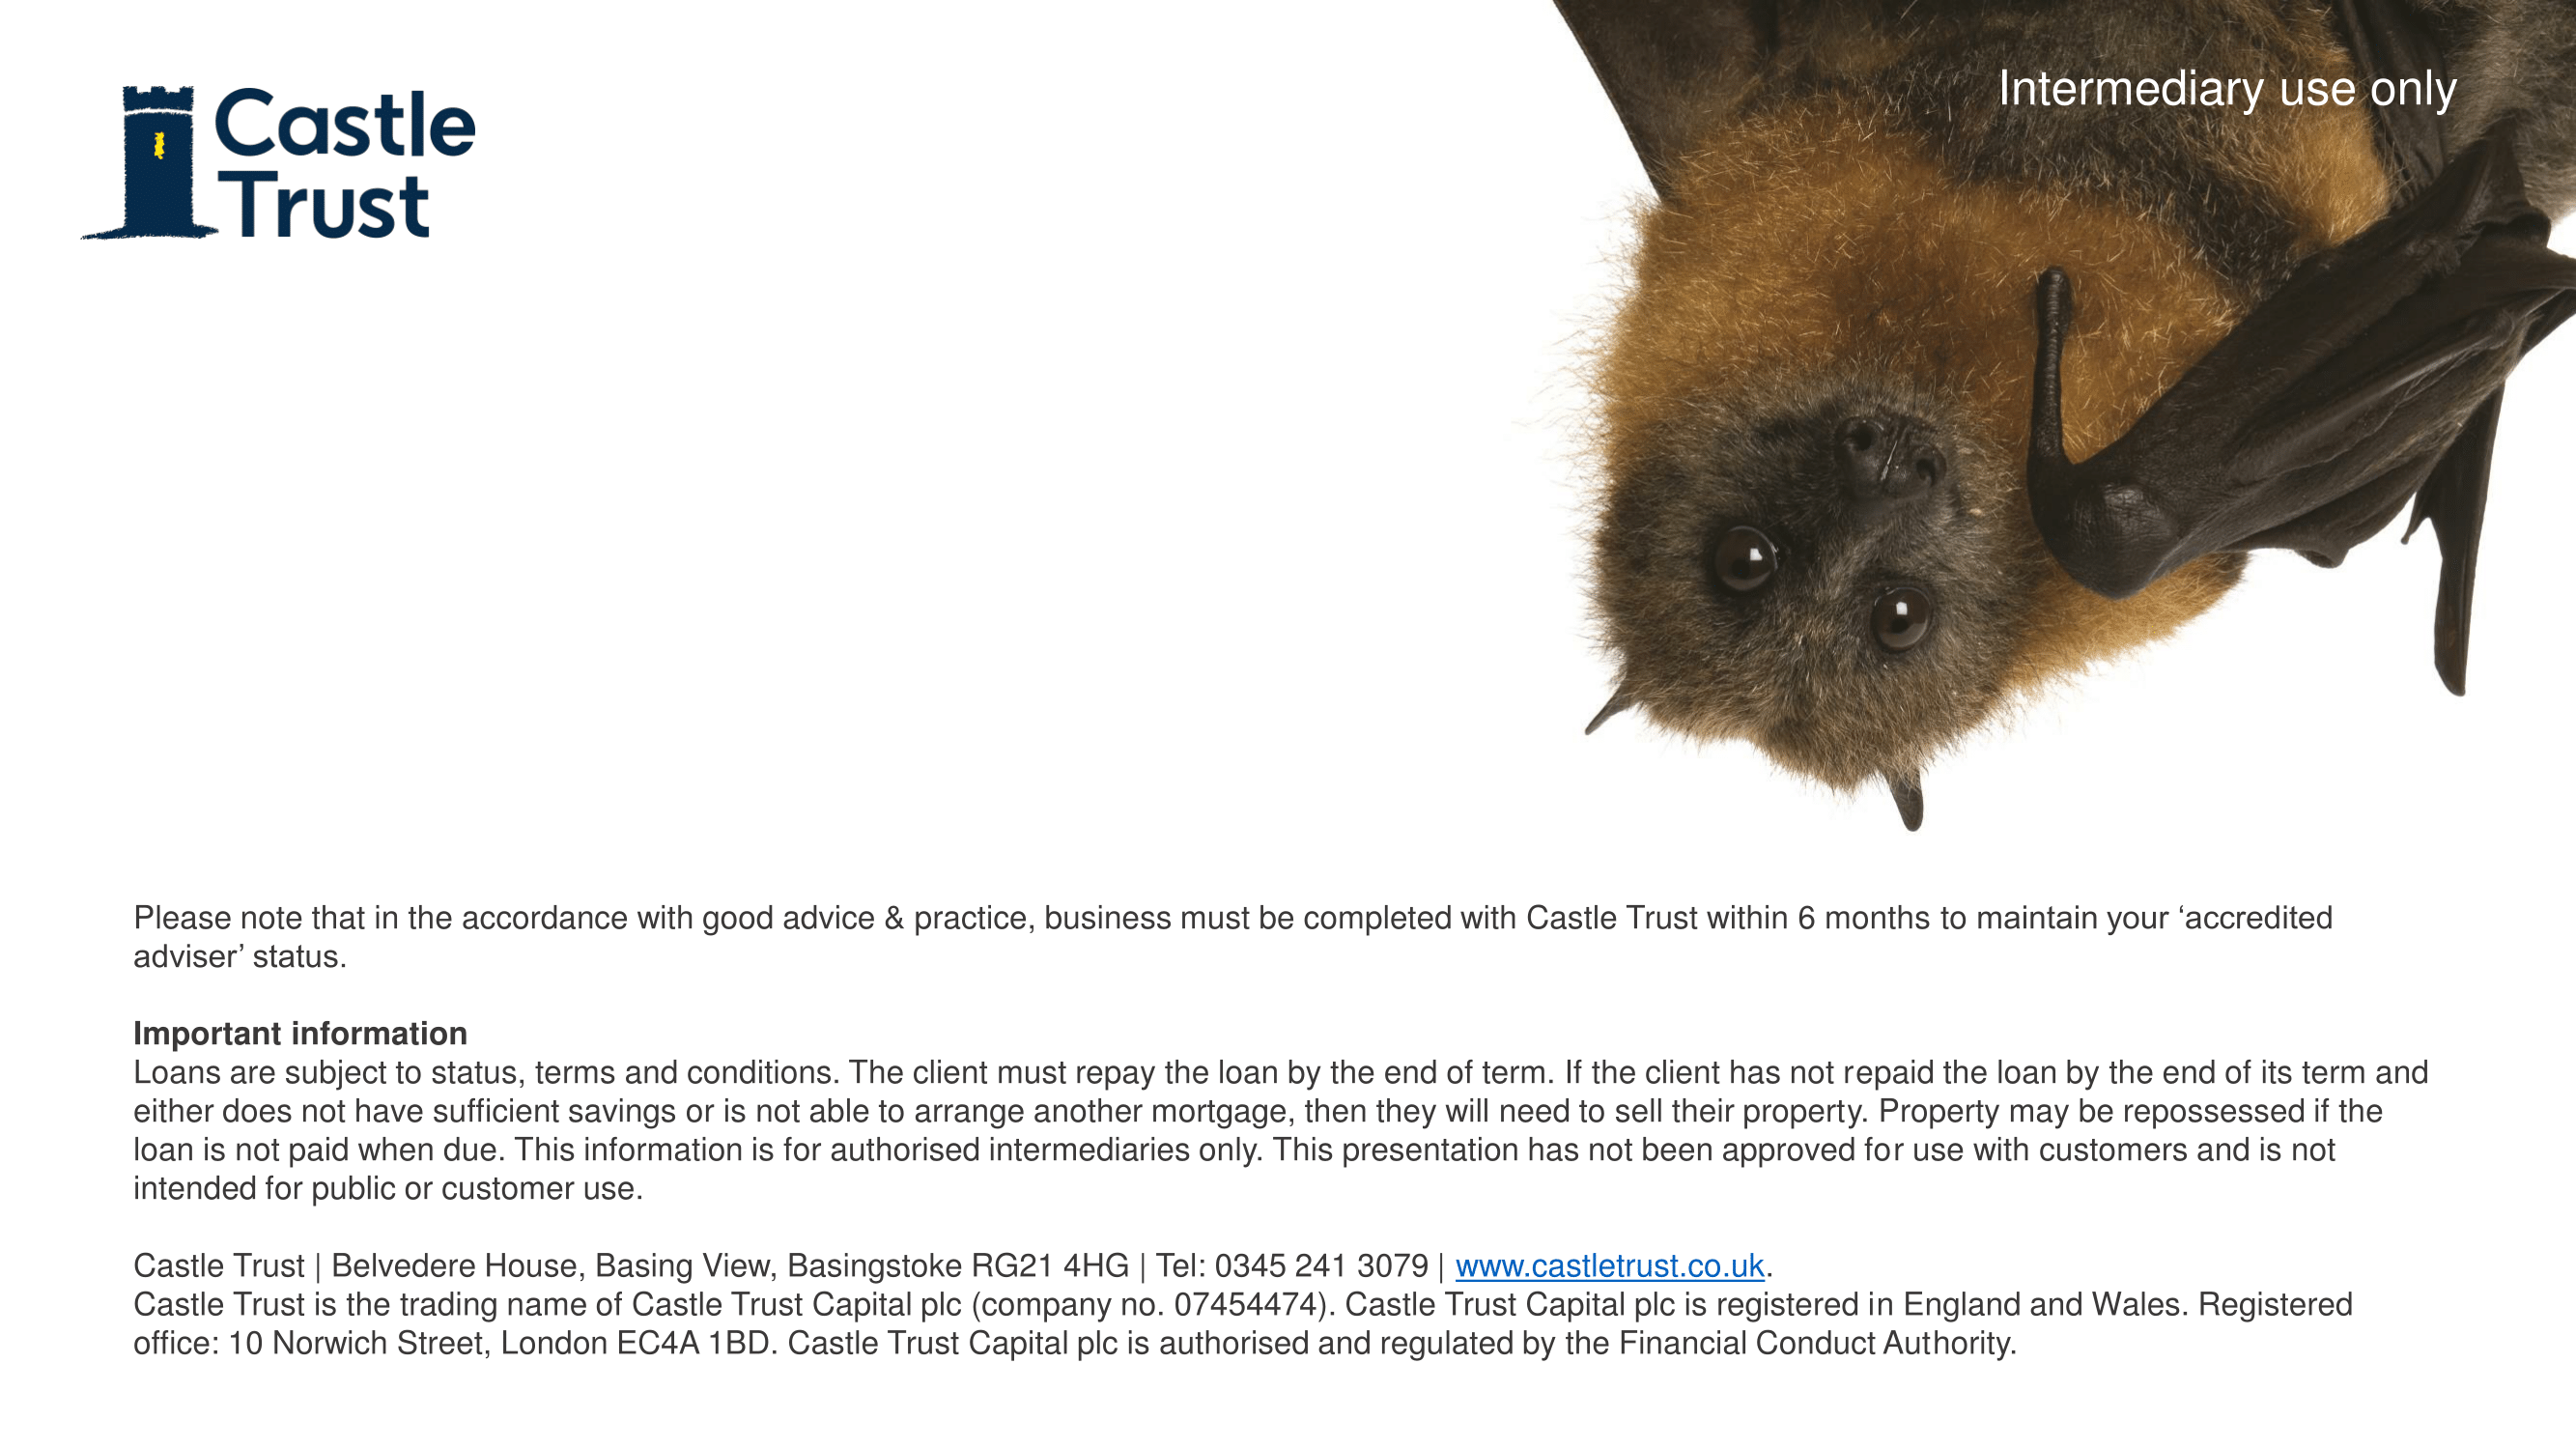 Castle
Trust
Intermediary use only
Please note that in the accordance with good advice & practice, business must be completed with Castle Trust within 6 months to maintain your ‘accredited
adviser’ status.
Important information
Loans are subject to status, terms and conditions. The client must repay the loan by the end of term. If the client has not repaid the loan by the end of its term and
either does not have sufficient savings or is not able to arrange another mortgage, then they will need to sell their property. Property may be repossessed if the
loan is not paid when due. This information is for authorised intermediaries only. This presentation has not been approved for use with customers and is not
intended for public or customer use.
Castle Trust | Belvedere House, Basing View, Basingstoke RG21 4HG | Tel: 0345 241 3079 | www.castletrust.co.uk.
Castle Trust is the trading name of Castle Trust Capital plc (company no. 07454474). Castle Trust Capital plc is registered in England and Wales. Registered
office: 10 Norwich Street, London EC4A 1BD. Castle Trust Capital plc is authorised and regulated by the Financial Conduct Authority.